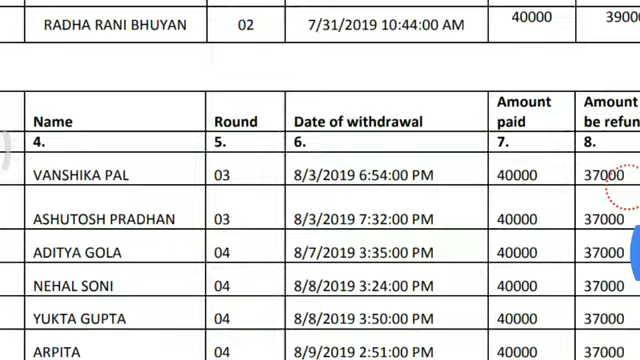 RADHA RANI BHUYAN 02 7/31/2019 10:44:00 AM 40000
Name Round Date of withdrawal Amount paid Amount be
4. 5. 6. 7. 8.
VANSHIKA PAL 03 8/3/2019 6:54:00 PM 40000 37000
ASHUTOSH PRADHAN 03 8/3/2019 7:32:00 PM 40000 37000
ADITYA GOLA 04 8/7/2019 3:35:00 PM 40000 37000
NEHAL SONI 04 8/8/2019 3:24:00 PM 40000 37000
YUKTA GUPTA 04 8/8/2019 3:50:00 PM 40000 37000
ARPITA 04 8/9/2019 2:51:00 PM 40000 37000